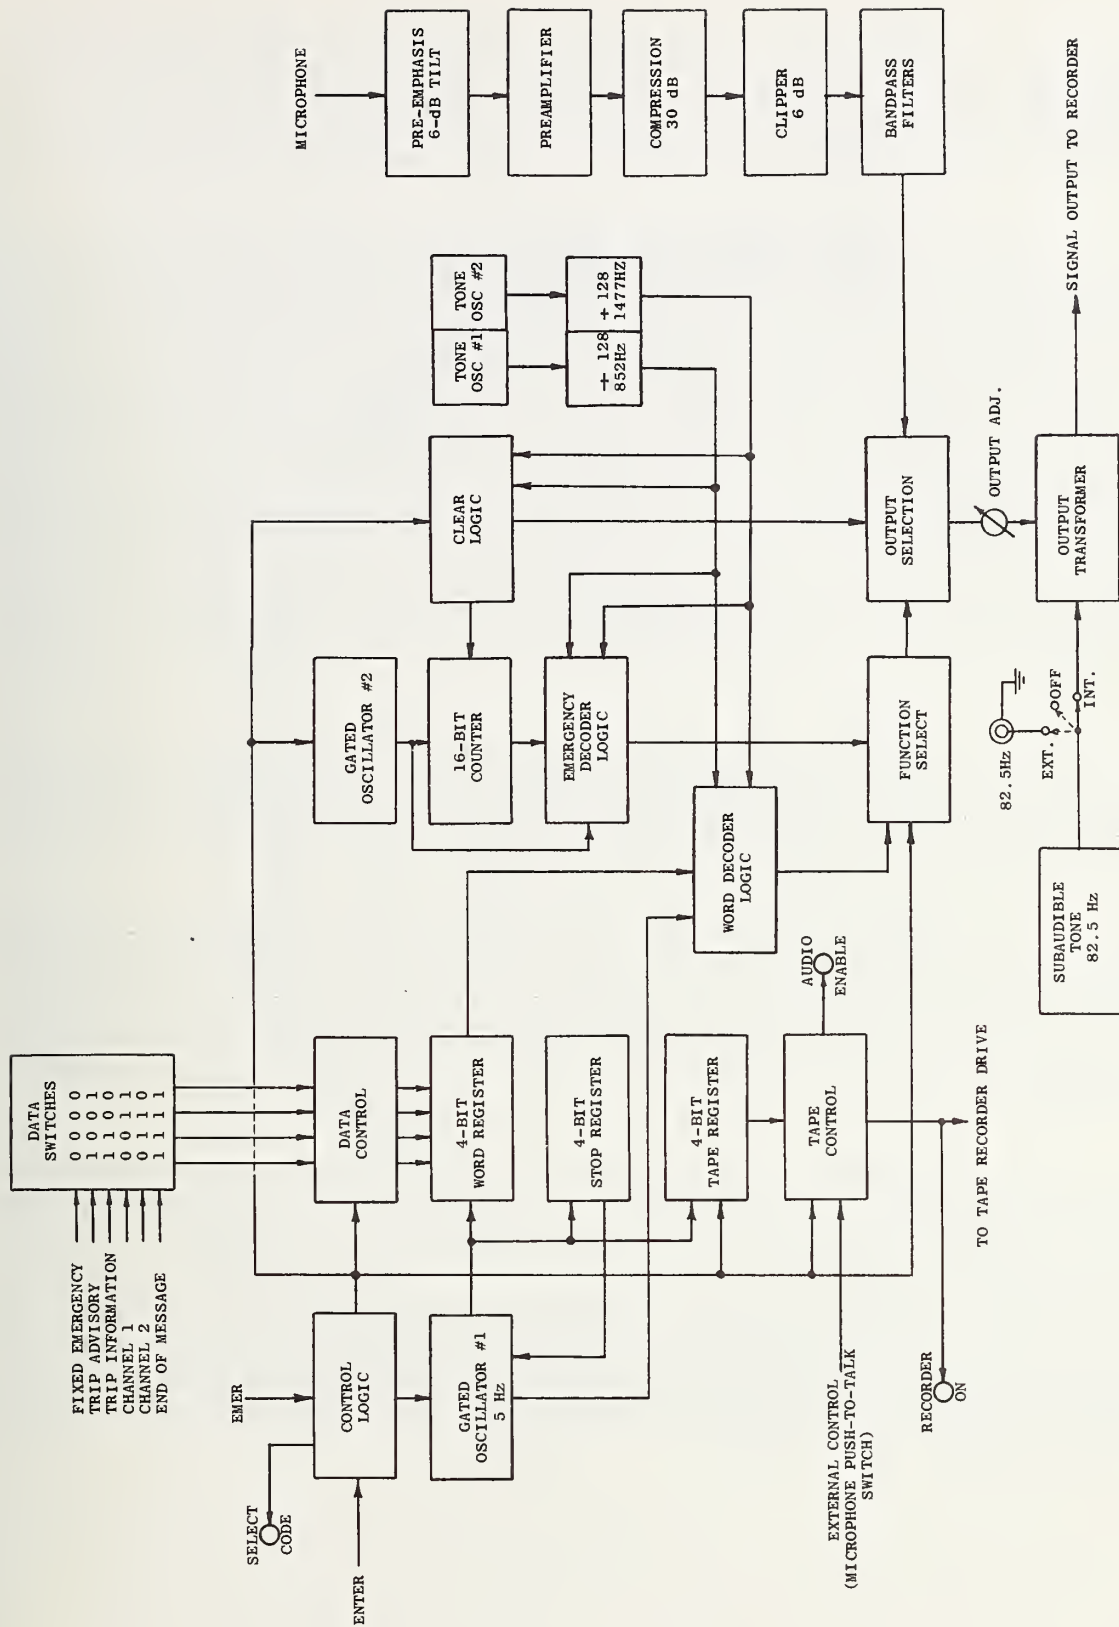 MICROPHONE
PRE-EMPHASIS
6-dB TILT
PREAMPLIFIER
COMPRESSION
30 dB
CLIPPER
6 dB
BANDPASS
FILTERS
TONE
OSC #1
TONE
OSC #2
÷ 128
852Hz
÷ 128
1477HZ
CLEAR
LOGIC
OUTPUT
SELECTION
OUTPUT ADJ.
OUTPUT
TRANSFORMER
SIGNAL OUTPUT TO RECORDER
GATED
OSCILLATOR #2
16-BIT
COUNTER
EMERGENCY
DECODER
LOGIC
WORD DECODER
LOGIC
FUNCTION
SELECT
82.5Hz
EXT.
OFF
INT.
SUBAUDIBLE
TONE
82.5 Hz
FIXED EMERGENCY
TRIP ADVISORY
TRIP INFORMATION
CHANNEL 1
CHANNEL 2
END OF MESSAGE
DATA
SWITCHES
0 0 0 0
1 0 0 1
1 1 0 0
0 0 1 1
0 1 1 0
1 1 1 1
DATA
CONTROL
4-BIT
WORD REGISTER
4-BIT
STOP REGISTER
4-BIT
TAPE REGISTER
TAPE
CONTROL
AUDIO
ENABLE
TO TAPE RECORDER DRIVE
EMER
SELECT
CODE
ENTER
CONTROL
LOGIC
GATED
OSCILLATOR #1
5 Hz
EXTERNAL CONTROL
(MICROPHONE PUSH-TO-TALK
SWITCH)
RECORDER
ON